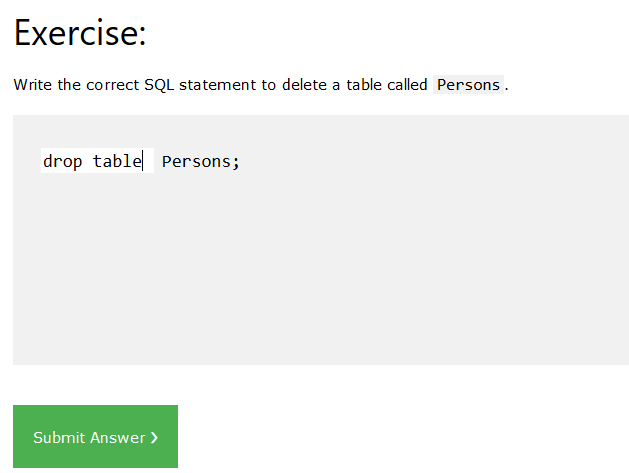 Exercise:
Write the correct SQL statement to delete a table called Persons.
drop table Persons;
Submit Answer ❯